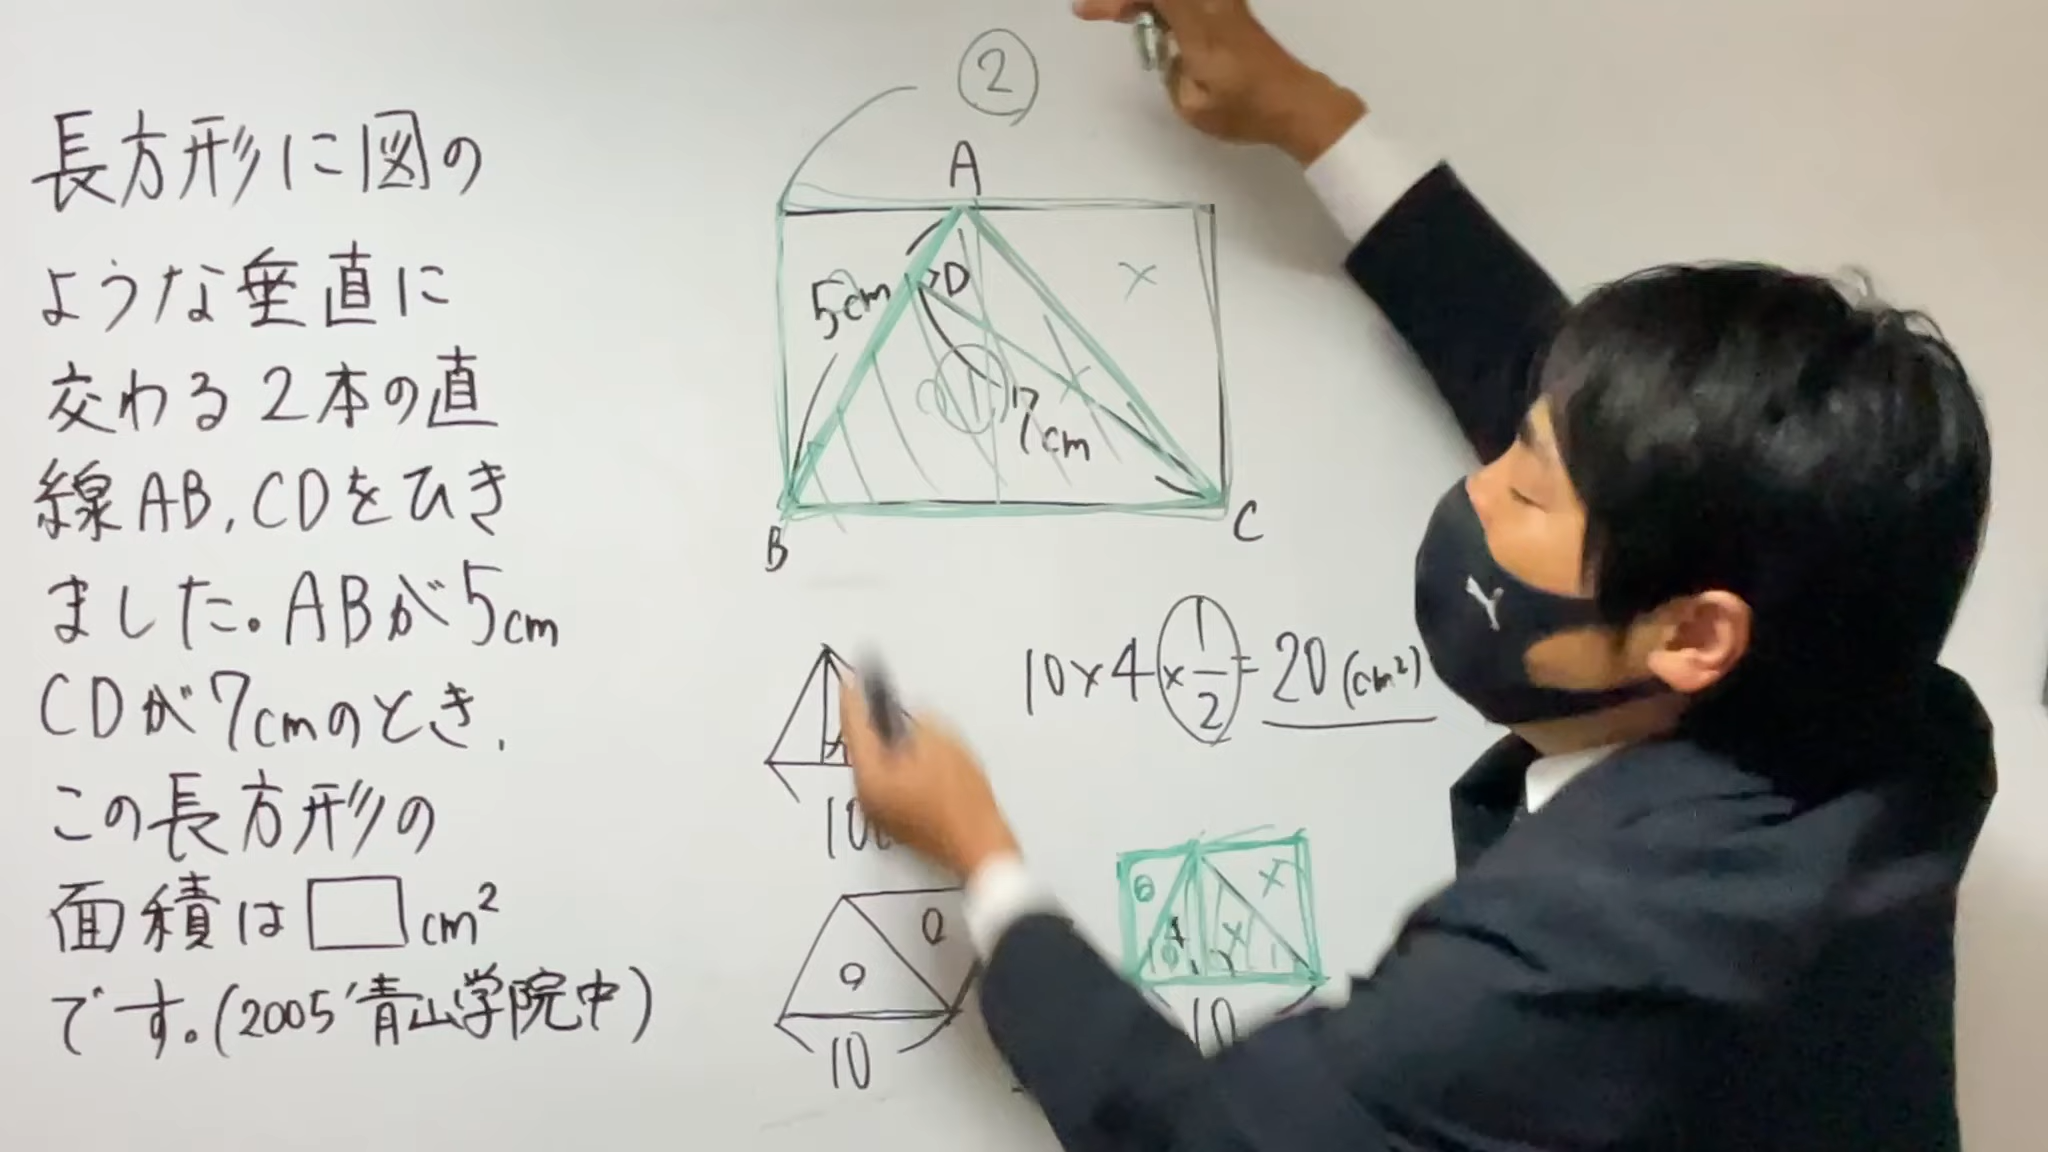 長方形に図の
ような垂直に
交わる2本の直
線AB,CDをひき
ました。ABが5cm
CDが7cmのとき,
この長方形の
面積は□cm²
です。(2005'青山学院中)
②
A
5cm
D
①
7cm
×
B
C
10×4×1/2=20(cm²)
10
10
4
×
×
10